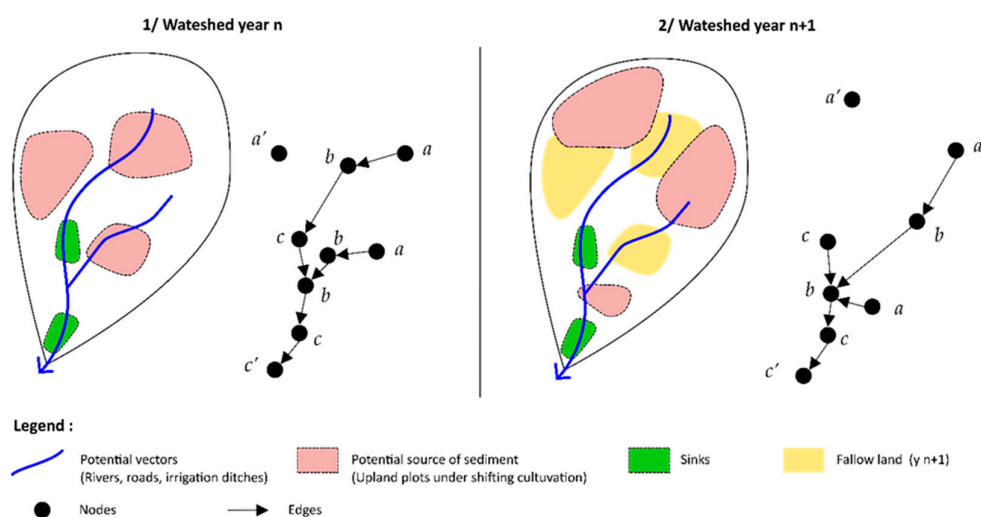 1/ Wateshed year n
2/ Wateshed year n+1
a'
b
a
c
b
a
b
c
c'
a'
a
b
c
b
a
c
c'
Legend :
Potential vectors
(Rivers, roads, irrigation ditches)
Potential source of sediment
(Upland plots under shifting cultuvation)
Sinks
Fallow land (y n+1)
Nodes
Edges